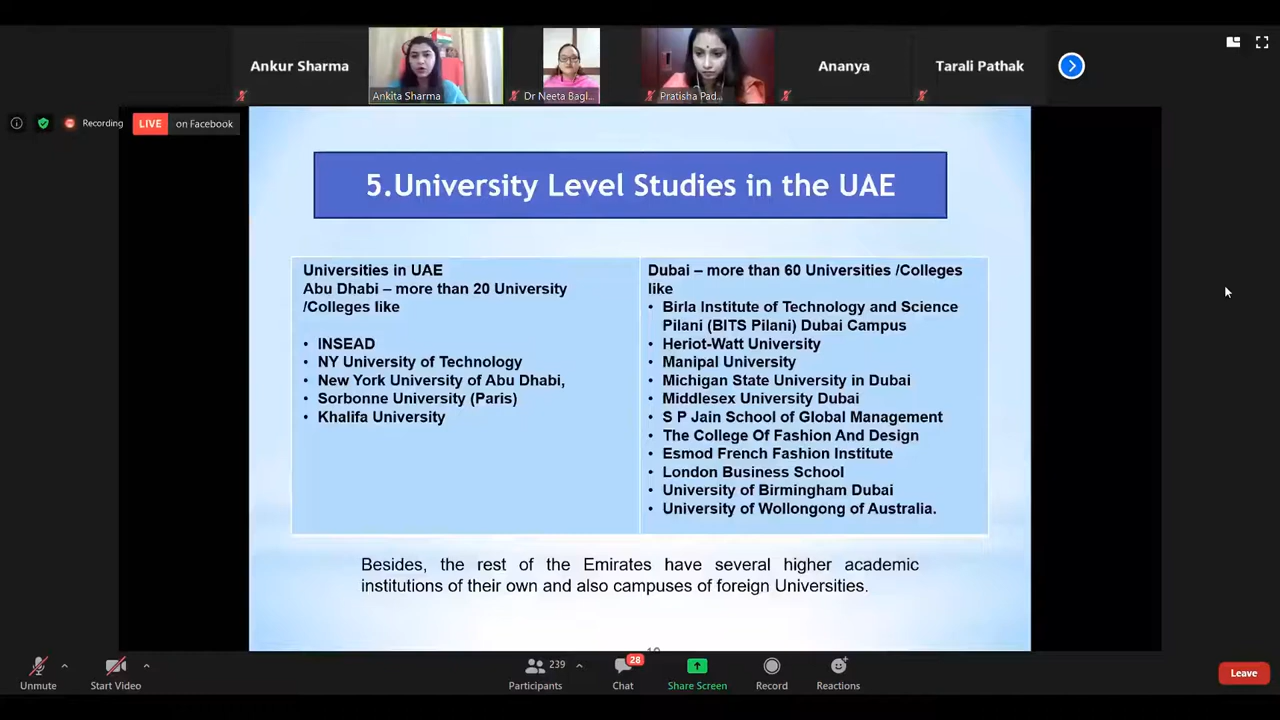 Ankur Sharma
Ankita Sharma
Dr Neeta Bagl...
Pratisha Pad...
Ananya
Tarali Pathak
Recording
LIVE on Facebook
5.University Level Studies in the UAE
Universities in UAE
Abu Dhabi – more than 20 University
/Colleges like
• INSEAD
• NY University of Technology
• New York University of Abu Dhabi,
• Sorbonne University (Paris)
• Khalifa University
Dubai – more than 60 Universities /Colleges
like
• Birla Institute of Technology and Science
Pilani (BITS Pilani) Dubai Campus
• Heriot-Watt University
• Manipal University
• Michigan State University in Dubai
• Middlesex University Dubai
• S P Jain School of Global Management
• The College Of Fashion And Design
• Esmod French Fashion Institute
• London Business School
• University of Birmingham Dubai
• University of Wollongong of Australia.
Besides, the rest of the Emirates have several higher academic
institutions of their own and also campuses of foreign Universities.
Unmute
Start Video
239
Participants
28
Chat
Share Screen
Record
Reactions
Leave